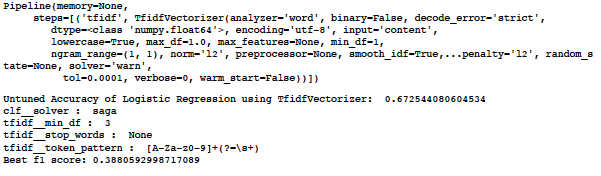 Pipeline(memory=None,
steps=[('tfidf', TfidfVectorizer(analyzer='word', binary=False, decode_error='strict',
dtype=<class 'numpy.float64'>, encoding='utf-8', input='content',
lowercase=True, max_df=1.0, max_features=None, min_df=1,
ngram_range=(1, 1), norm='l2', preprocessor=None, smooth_idf=True,...penalty='l2', random_s
tate=None, solver='warn',
tol=0.0001, verbose=0, warm_start=False))])
Untuned Accuracy of Logistic Regression using TfidfVectorizer: 0.672544080604534
clf__solver : saga
tfidf__min_df : 3
tfidf__stop_words : None
tfidf__token_pattern : [A-Za-z0-9]+(?=\s+)
Best f1 score: 0.3880592998717089